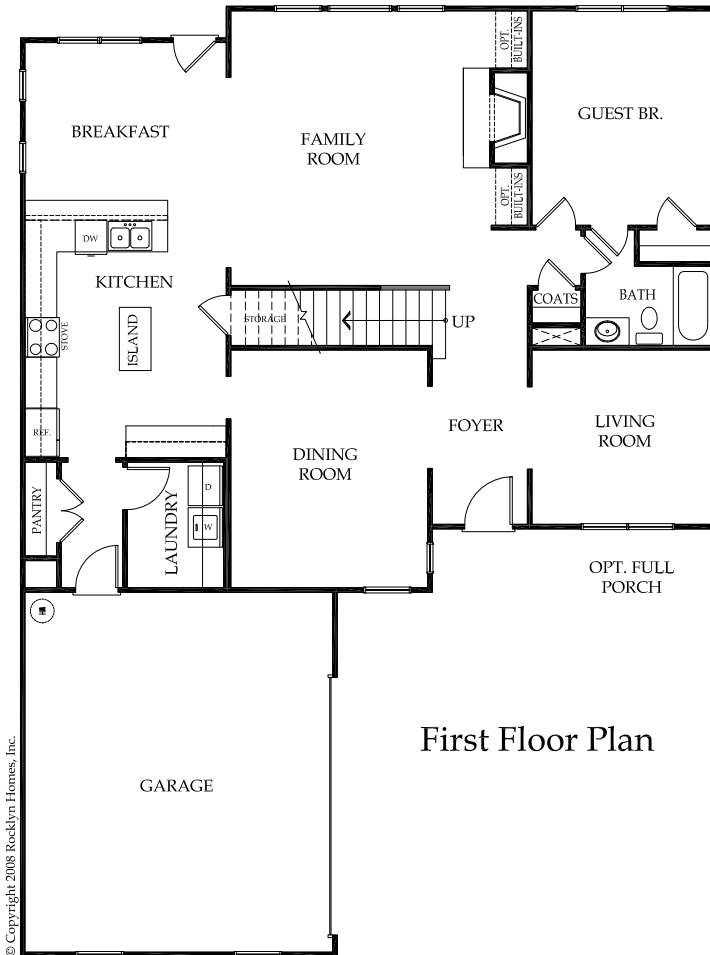 OPT.
BUILT-INS
GUEST BR.
BREAKFAST
FAMILY
ROOM
OPT.
BUILT-INS
DW
KITCHEN
COATS
BATH
STORAGE
UP
ISLAND
STOVE
REF.
FOYER
LIVING
ROOM
DINING
ROOM
PANTRY
LAUNDRY
D
W
OPT. FULL
PORCH
First Floor Plan
GARAGE
© Copyright 2008 Rocklyn Homes, Inc.